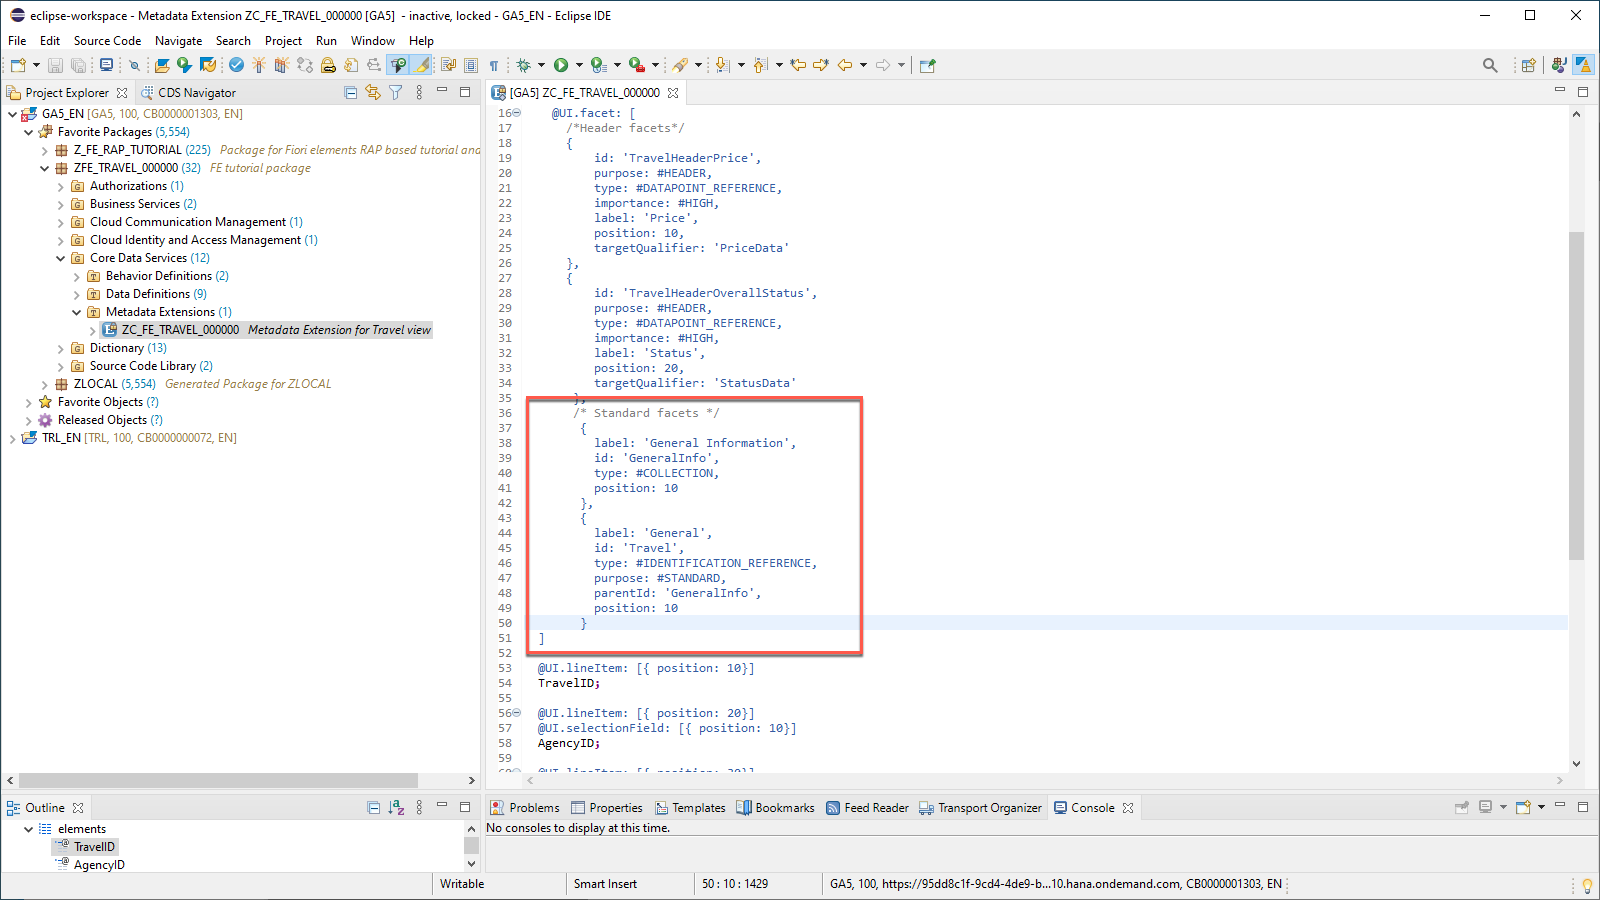 eclipse-workspace - Metadata Extension ZC_FE_TRAVEL_000000 [GA5]  - inactive, locked - GA5_EN - Eclipse IDE
File Edit Source Code Navigate Search Project Run Window Help
Project Explorer
CDS Navigator
GA5_EN [GA5, 100, CB0000001303, EN]
Favorite Packages (5,554)
Z_FE_RAP_TUTORIAL (225) Package for Fiori elements RAP based tutorial and
ZFE_TRAVEL_000000 (32) FE tutorial package
Authorizations (1)
Business Services (2)
Cloud Communication Management (1)
Cloud Identity and Access Management (1)
Core Data Services (12)
Behavior Definitions (2)
Data Definitions (9)
Metadata Extensions (1)
ZC_FE_TRAVEL_000000 Metadata Extension for Travel view
Dictionary (13)
Source Code Library (2)
ZLOCAL (5,554) Generated Package for ZLOCAL
Favorite Objects (?)
Released Objects (?)
TRL_EN [TRL, 100, CB0000000072, EN]
[GA5] ZC_FE_TRAVEL_000000
16 @UI.facet: [
17 /*Header facets*/
18 {
19 id: 'TravelHeaderPrice',
20 purpose: #HEADER,
21 type: #DATAPOINT_REFERENCE,
22 importance: #HIGH,
23 label: 'Price',
24 position: 10,
25 targetQualifier: 'PriceData'
26 },
27 {
28 id: 'TravelHeaderOverallStatus',
29 purpose: #HEADER,
30 type: #DATAPOINT_REFERENCE,
31 importance: #HIGH,
32 label: 'Status',
33 position: 20,
34 targetQualifier: 'StatusData'
35 },
36 /* Standard facets */
37 {
38 label: 'General Information',
39 id: 'GeneralInfo',
40 type: #COLLECTION,
41 position: 10
42 },
43 {
44 label: 'General',
45 id: 'Travel',
46 type: #IDENTIFICATION_REFERENCE,
47 purpose: #STANDARD,
48 parentId: 'GeneralInfo',
49 position: 10
50 }
51 ]
52
53 @UI.lineItem: [{ position: 10}]
54 TravelID;
55
56 @UI.lineItem: [{ position: 20}]
57 @UI.selectionField: [{ position: 10}]
58 AgencyID;
59
Outline
elements
TravelID
AgencyID
Problems Properties Templates Bookmarks Feed Reader Transport Organizer Console
No consoles to display at this time.
Writable
Smart Insert
50 : 10 : 1429
GA5, 100, https://95dd8c1f-9cd4-4de9-b...10.hana.ondemand.com, CB0000001303, EN